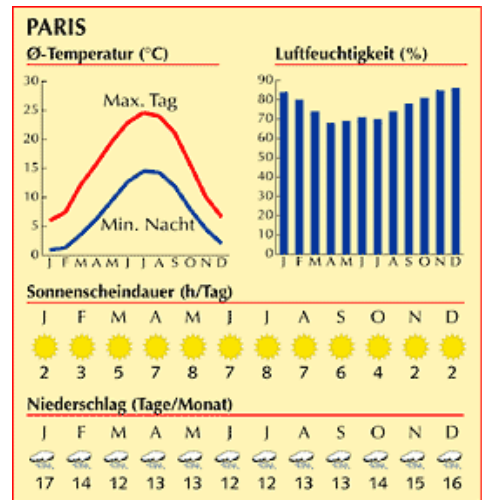 PARIS
Ø-Temperatur (°C)
30
25
20
15
10
5
0
Max. Tag
Min. Nacht
J F M A M J J A S O N D
Luftfeuchtigkeit (%)
90
80
70
60
50
40
30
20
10
0
J F M A M J J A S O N D
Sonnenscheindauer (h/Tag)
J F M A M J J A S O N D
2 3 5 7 8 7 8 7 6 4 2 2
Niederschlag (Tage/Monat)
J F M A M J J A S O N D
17 14 12 13 13 12 12 13 13 14 15 16